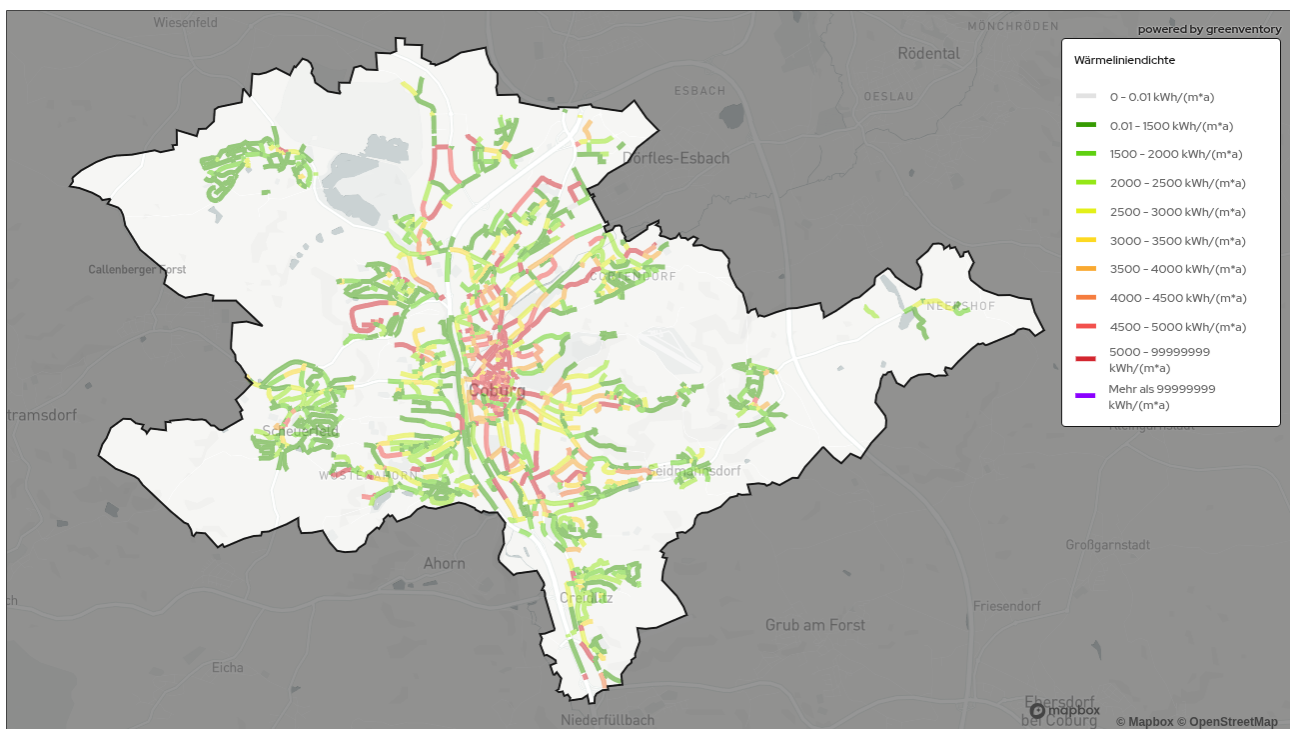 Wiesenfeld
MÖNCHRÖDEN
powered by greenventory
Rödental
Wärmeliniendichte
ESBACH
OESLAU
0 - 0.01 kWh/(m*a)
0.01 - 1500 kWh/(m*a)
1500 - 2000 kWh/(m*a)
2000 - 2500 kWh/(m*a)
2500 - 3000 kWh/(m*a)
3000 - 3500 kWh/(m*a)
3500 - 4000 kWh/(m*a)
4000 - 4500 kWh/(m*a)
4500 - 5000 kWh/(m*a)
5000 - 99999999
kWh/(m*a)
Mehr als 99999999
kWh/(m*a)
Dörfles-Esbach
Callenberger Forst
NEERSHOF
Coburg
tramsdorf
Scheuerfeld
WÜSTENAHORN
Seidmannsdorf
Großgarnstadt
Ahorn
Creidlitz
ch
Friesendorf
Grub am Forst
Eicha
Ebersdorf
bei Coburg
mapbox
Niederfüllbach
© Mapbox © OpenStreetMap